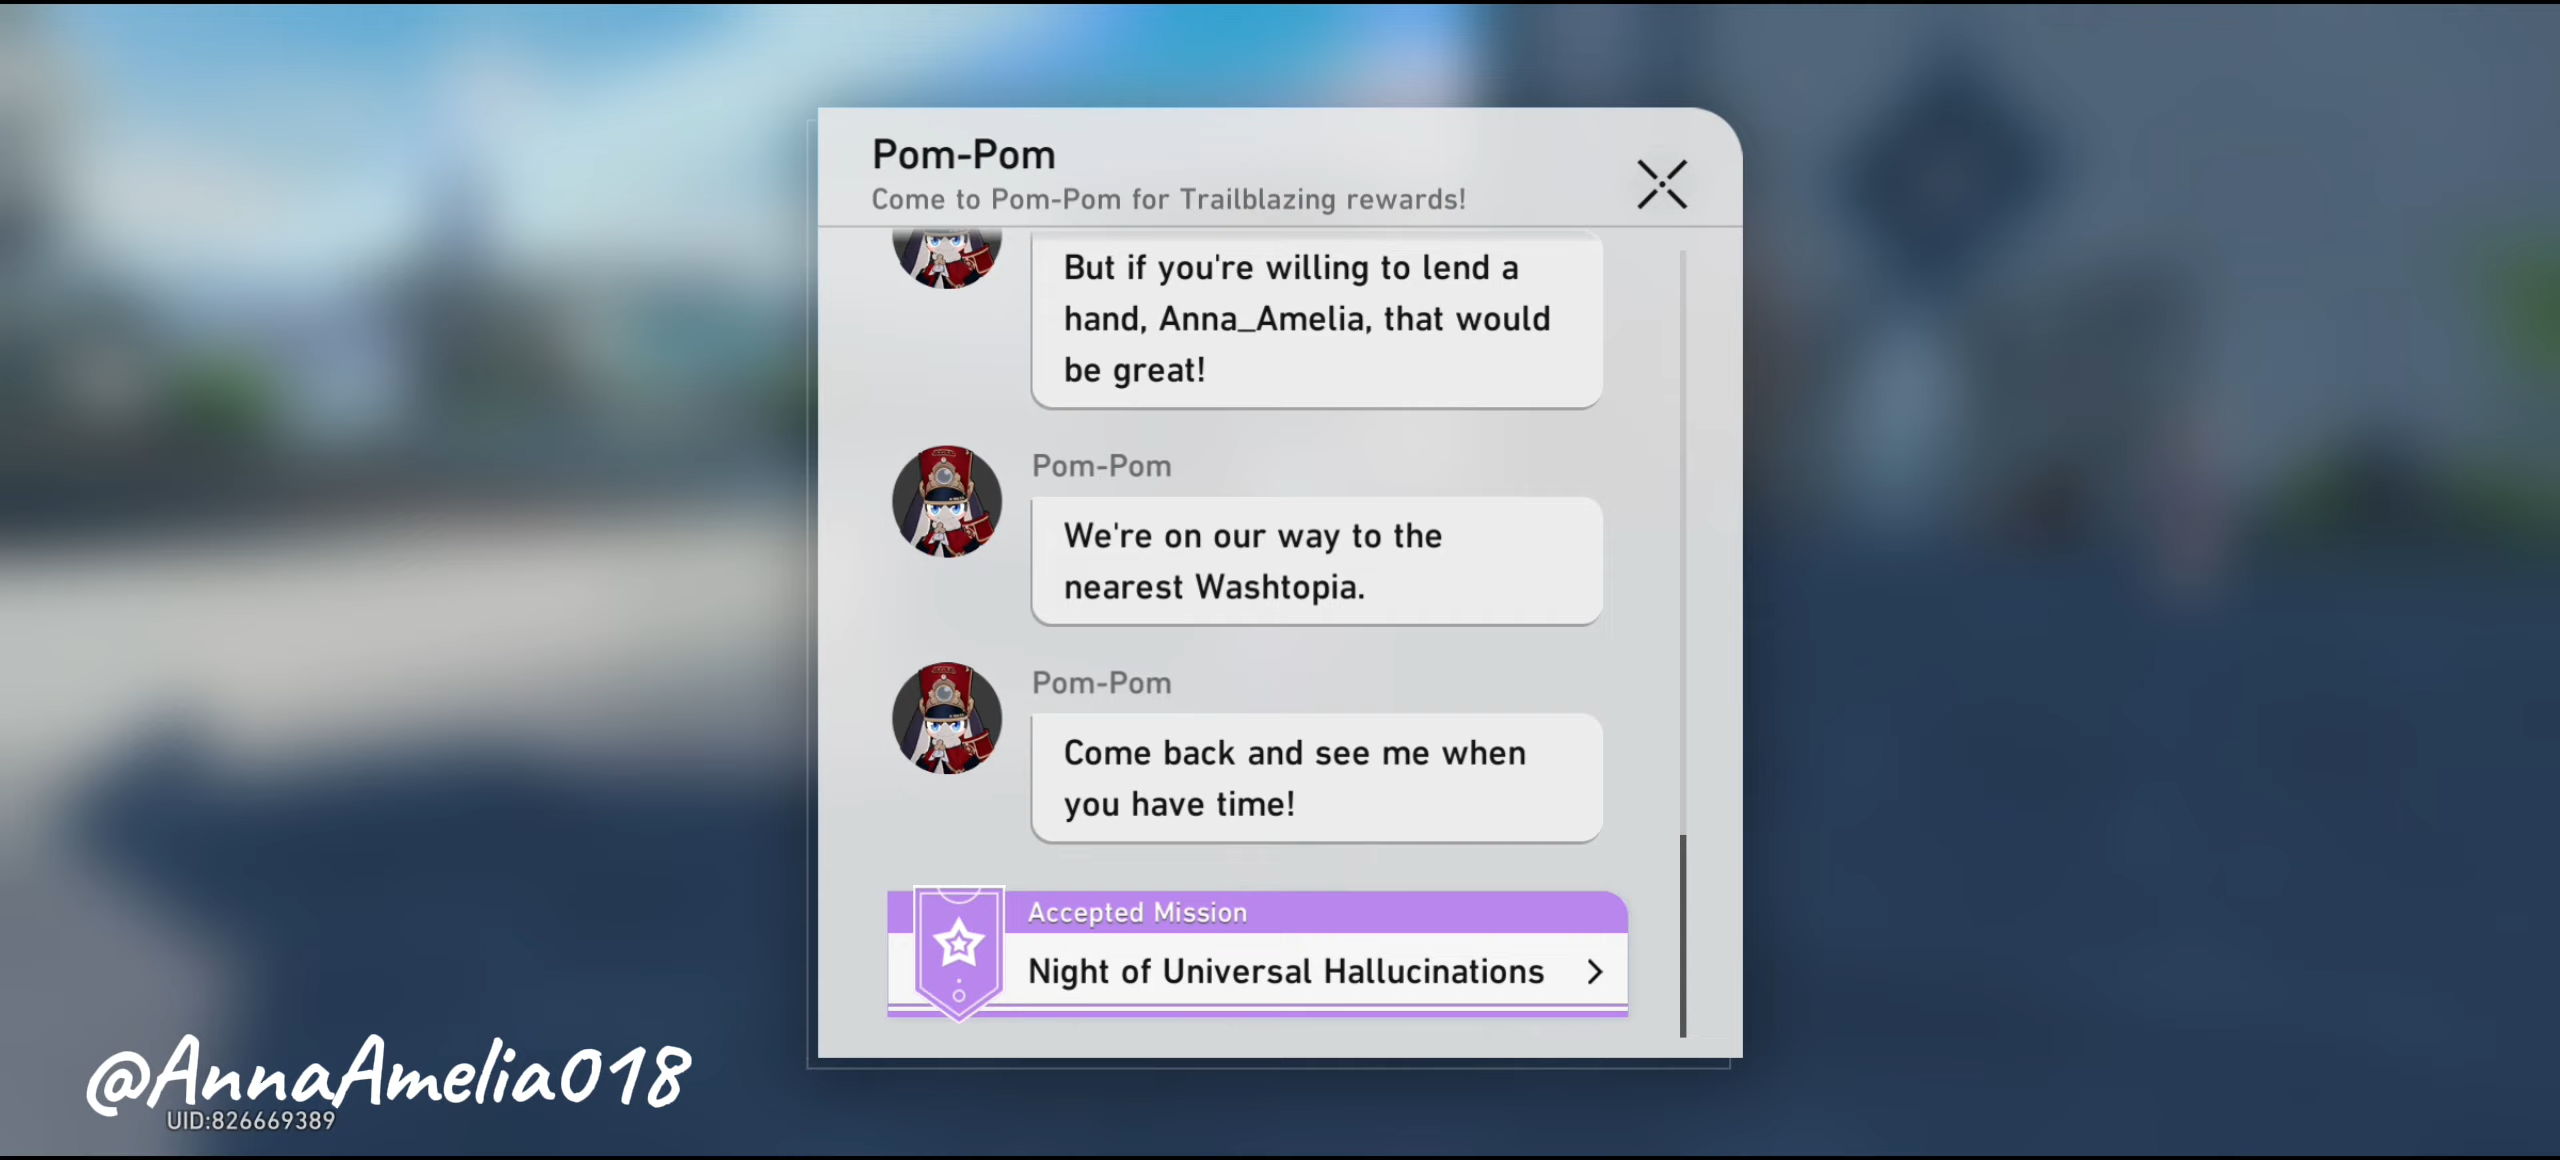 Pom-Pom
Come to Pom-Pom for Trailblazing rewards!
But if you're willing to lend a
hand, Anna_Amelia, that would
be great!
Pom-Pom
We're on our way to the
nearest Washtopia.
Pom-Pom
Come back and see me when
you have time!
Accepted Mission
Night of Universal Hallucinations
@AnnaAmelia018
UID:826669389